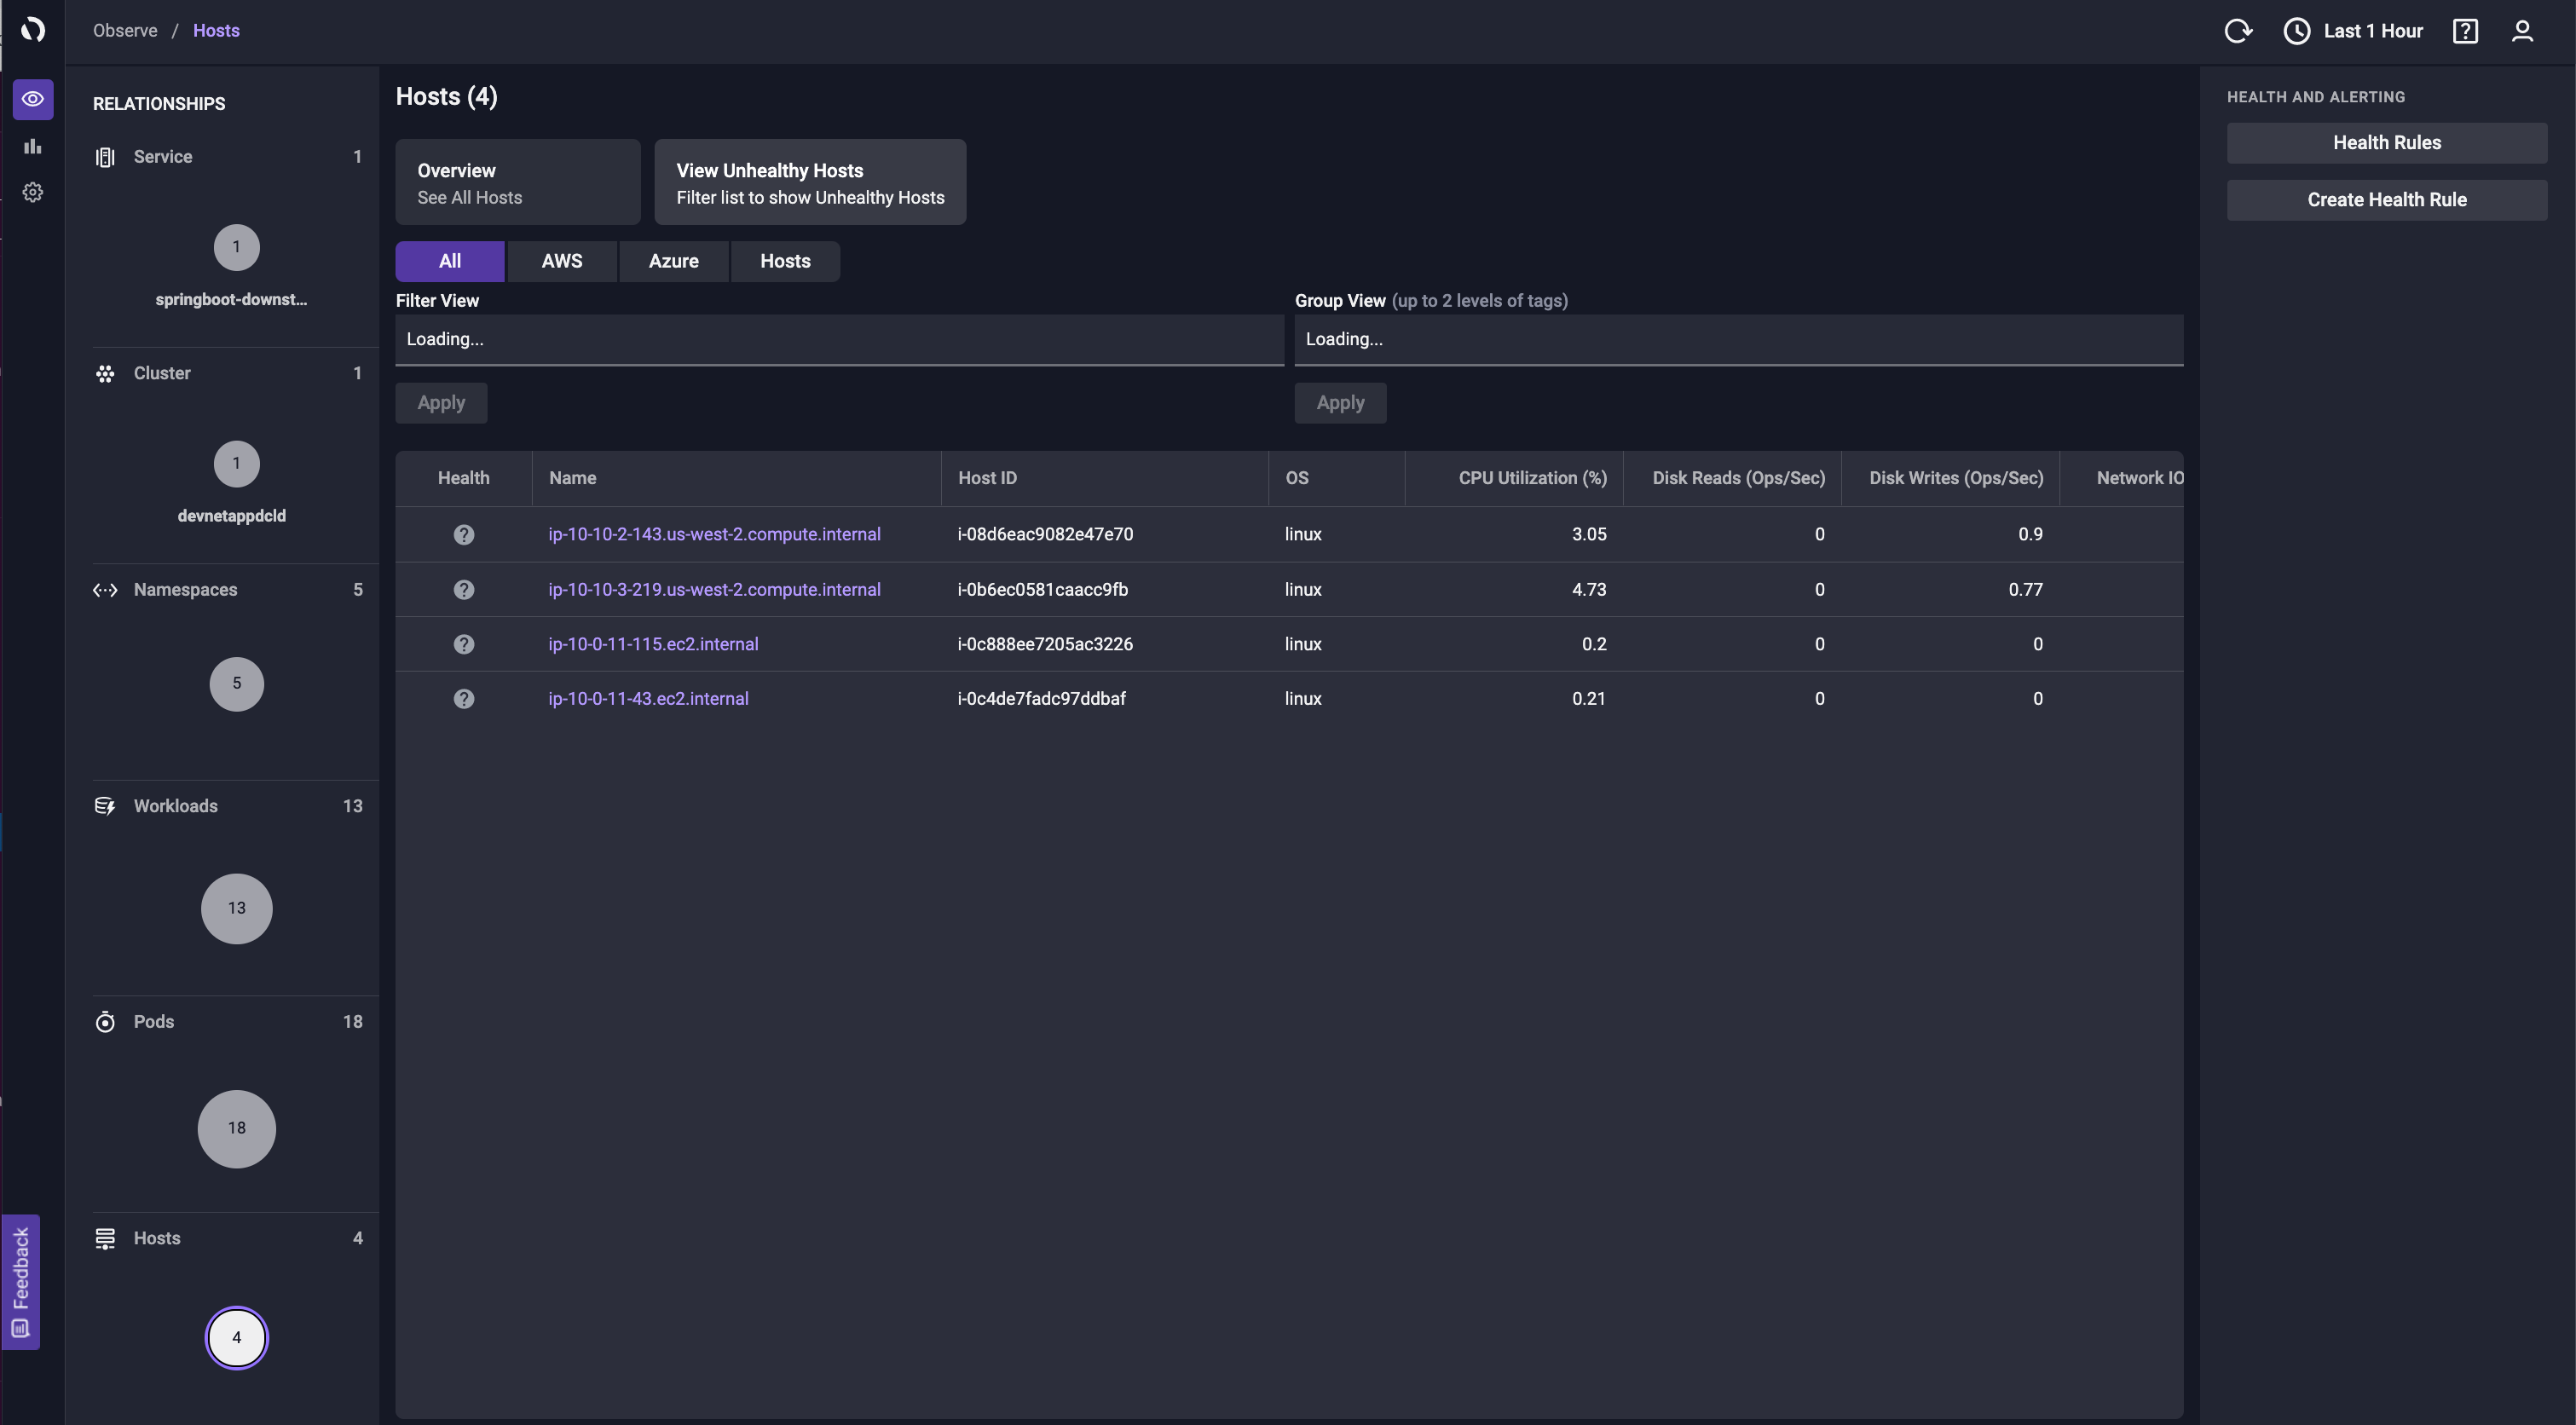 Observe / Hosts
Last 1 Hour
RELATIONSHIPS
Service 1
1
springboot-downst...
Cluster 1
1
devnetappdcld
Namespaces 5
5
Workloads 13
13
Pods 18
18
Hosts 4
4
Feedback
Hosts (4)
Overview
See All Hosts
View Unhealthy Hosts
Filter list to show Unhealthy Hosts
All AWS Azure Hosts
Filter View
Loading...
Apply
Group View (up to 2 levels of tags)
Loading...
Apply
Health Name Host ID OS CPU Utilization (%) Disk Reads (Ops/Sec) Disk Writes (Ops/Sec) Network IO
? ip-10-10-2-143.us-west-2.compute.internal i-08d6eac9082e47e70 linux 3.05 0 0.9
? ip-10-10-3-219.us-west-2.compute.internal i-0b6ec0581caacc9fb linux 4.73 0 0.77
? ip-10-0-11-115.ec2.internal i-0c888ee7205ac3226 linux 0.2 0 0
? ip-10-0-11-43.ec2.internal i-0c4de7fadc97ddbaf linux 0.21 0 0
HEALTH AND ALERTING
Health Rules
Create Health Rule